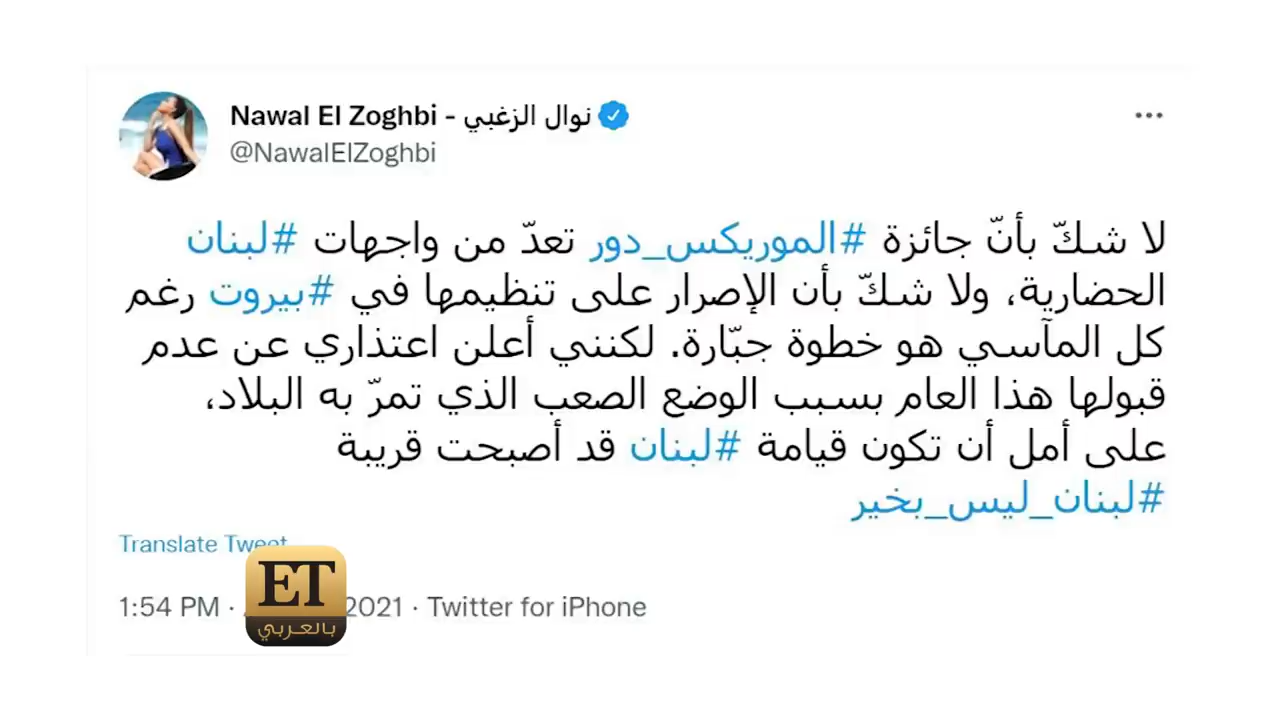 Nawal El Zoghbi - نوال الزغبي
@NawalElZoghbi
لا شكّ بأنّ جائزة #الموريكس_دور تعدّ من واجهات #لبنان
الحضارية، ولا شكّ بأن الإصرار على تنظيمها في #بيروت رغم
كل المآسي هو خطوة جبّارة. لكنني أعلن اعتذاري عن عدم
قبولها هذا العام بسبب الوضع الصعب الذي تمرّ به البلاد،
على أمل أن تكون قيامة #لبنان قد أصبحت قريبة
#لبنان_ليس_بخير
Translate Tweet
1:54 PM · 2021 · Twitter for iPhone
ET
بالعربي